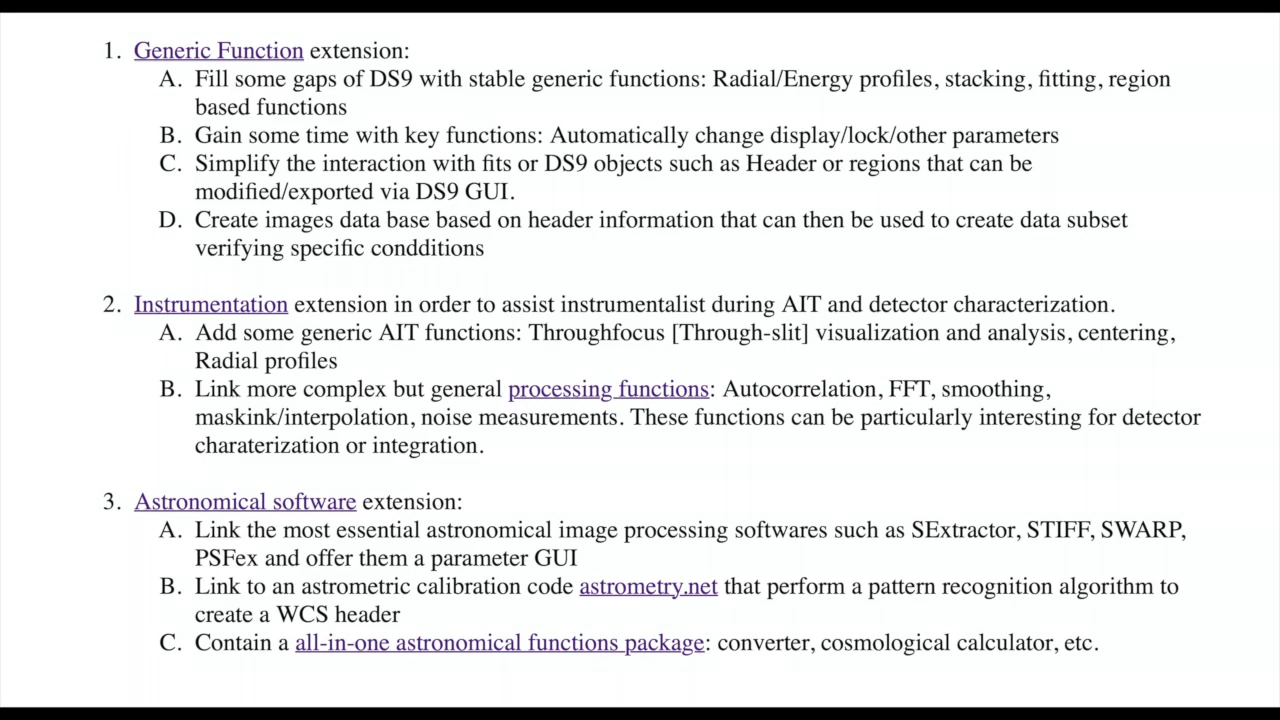 1. Generic Function extension:
A. Fill some gaps of DS9 with stable generic functions: Radial/Energy profiles, stacking, fitting, region
based functions
B. Gain some time with key functions: Automatically change display/lock/other parameters
C. Simplify the interaction with fits or DS9 objects such as Header or regions that can be
modified/exported via DS9 GUI.
D. Create images data base based on header information that can then be used to create data subset
verifying specific condditions
2. Instrumentation extension in order to assist instrumentalist during AIT and detector characterization.
A. Add some generic AIT functions: Throughfocus [Through-slit] visualization and analysis, centering,
Radial profiles
B. Link more complex but general processing functions: Autocorrelation, FFT, smoothing,
maskink/interpolation, noise measurements. These functions can be particularly interesting for detector
charaterization or integration.
3. Astronomical software extension:
A. Link the most essential astronomical image processing softwares such as SExtractor, STIFF, SWARP,
PSFex and offer them a parameter GUI
B. Link to an astrometric calibration code astrometry.net that perform a pattern recognition algorithm to
create a WCS header
C. Contain a all-in-one astronomical functions package: converter, cosmological calculator, etc.